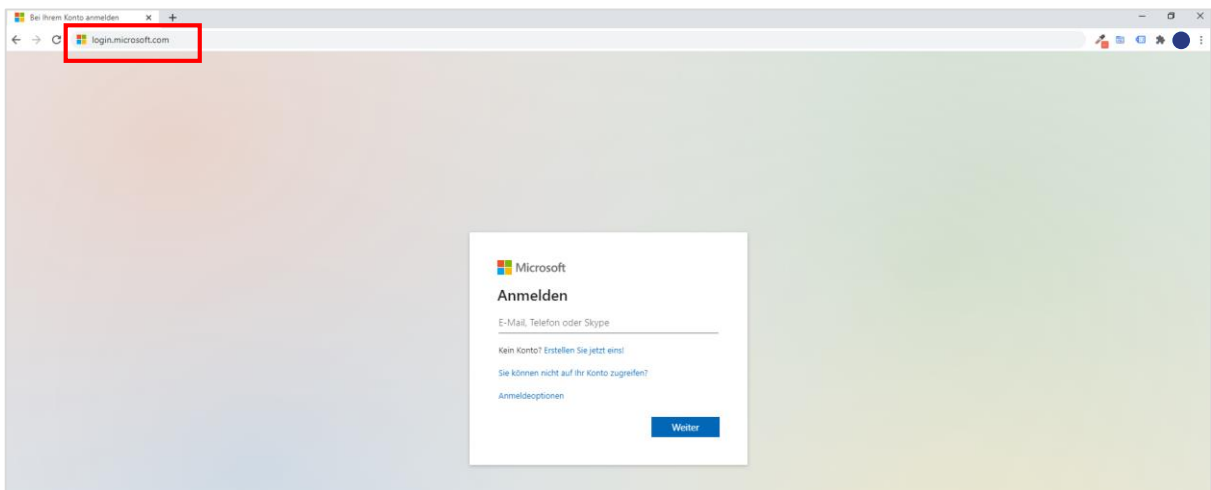 Bei Ihrem Konto anmelden
login.microsoft.com
Microsoft
Anmelden
E-Mail, Telefon oder Skype
Kein Konto? Erstellen Sie jetzt eins!
Sie können nicht auf Ihr Konto zugreifen?
Anmeldeoptionen
Weiter